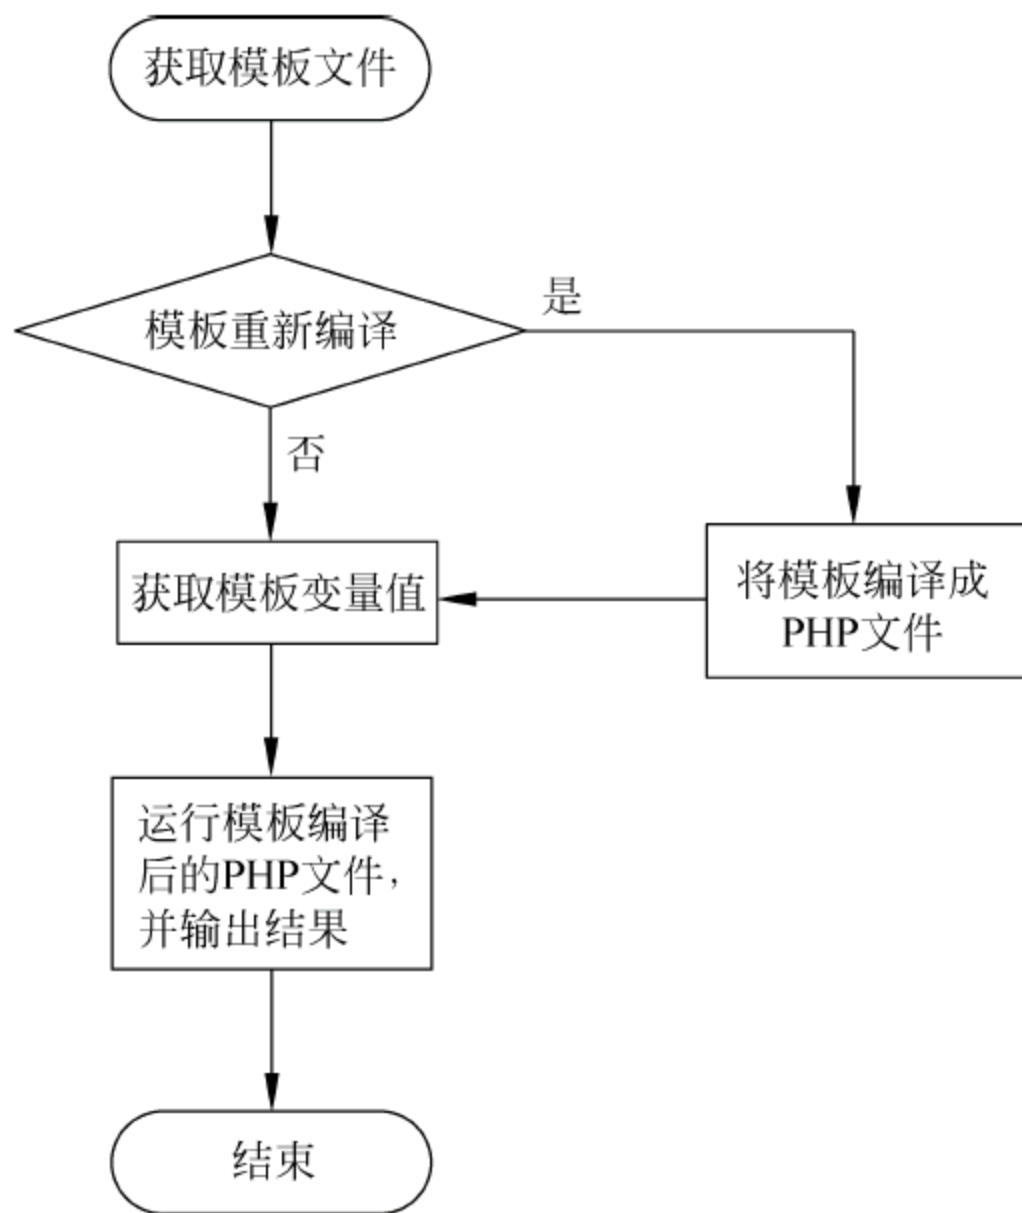 获取模板文件
模板重新编译
是
否
获取模板变量值
将模板编译成
PHP文件
运行模板编译
后的PHP文件，
并输出结果
结束